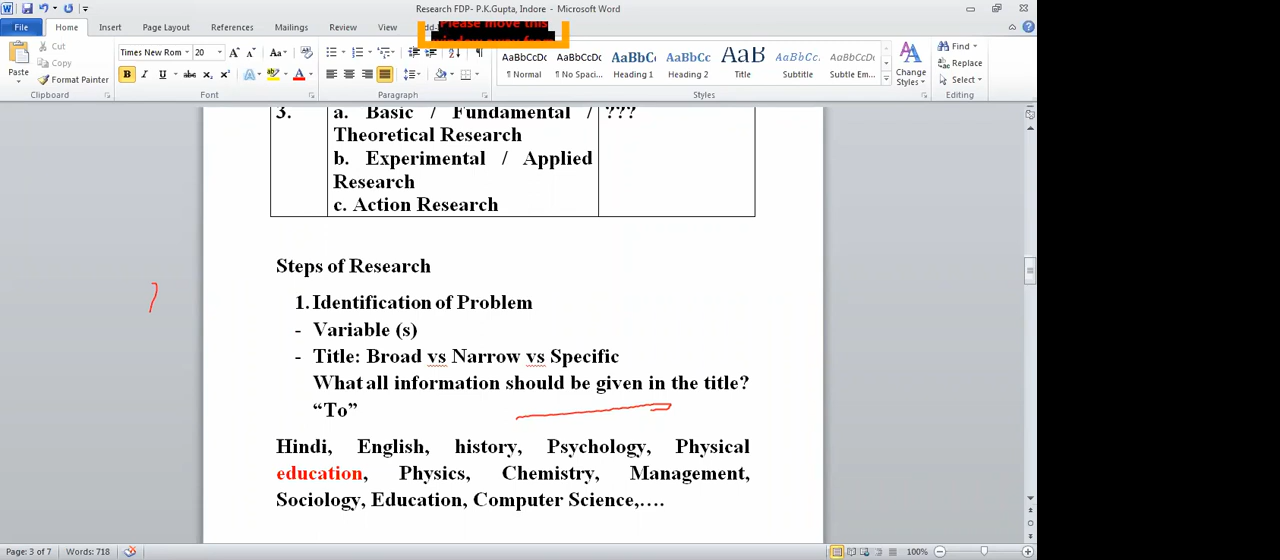 Research FDP- P.K.Gupta, Indore - Microsoft Word
File Home Insert Page Layout References Mailings Review View
Please move this
Cut
Copy
Format Painter
Paste
Clipboard
Times New Rom 20
Font
Paragraph
AaBbCcDc AaBbCcDc AaBbC AaBbCc AaB AaBbCc. AaBbCcDc
¶ Normal ¶ No Spaci... Heading 1 Heading 2 Title Subtitle Subtle Em...
Change Styles
Styles
Find
Replace
Select
Editing
3. a. Basic / Fundamental / ???
Theoretical Research
b. Experimental / Applied
Research
c. Action Research
Steps of Research
1. Identification of Problem
- Variable (s)
- Title: Broad vs Narrow vs Specific
What all information should be given in the title?
“To”
Hindi, English, history, Psychology, Physical
education, Physics, Chemistry, Management,
Sociology, Education, Computer Science,….
Page: 3 of 7 Words: 718 100%